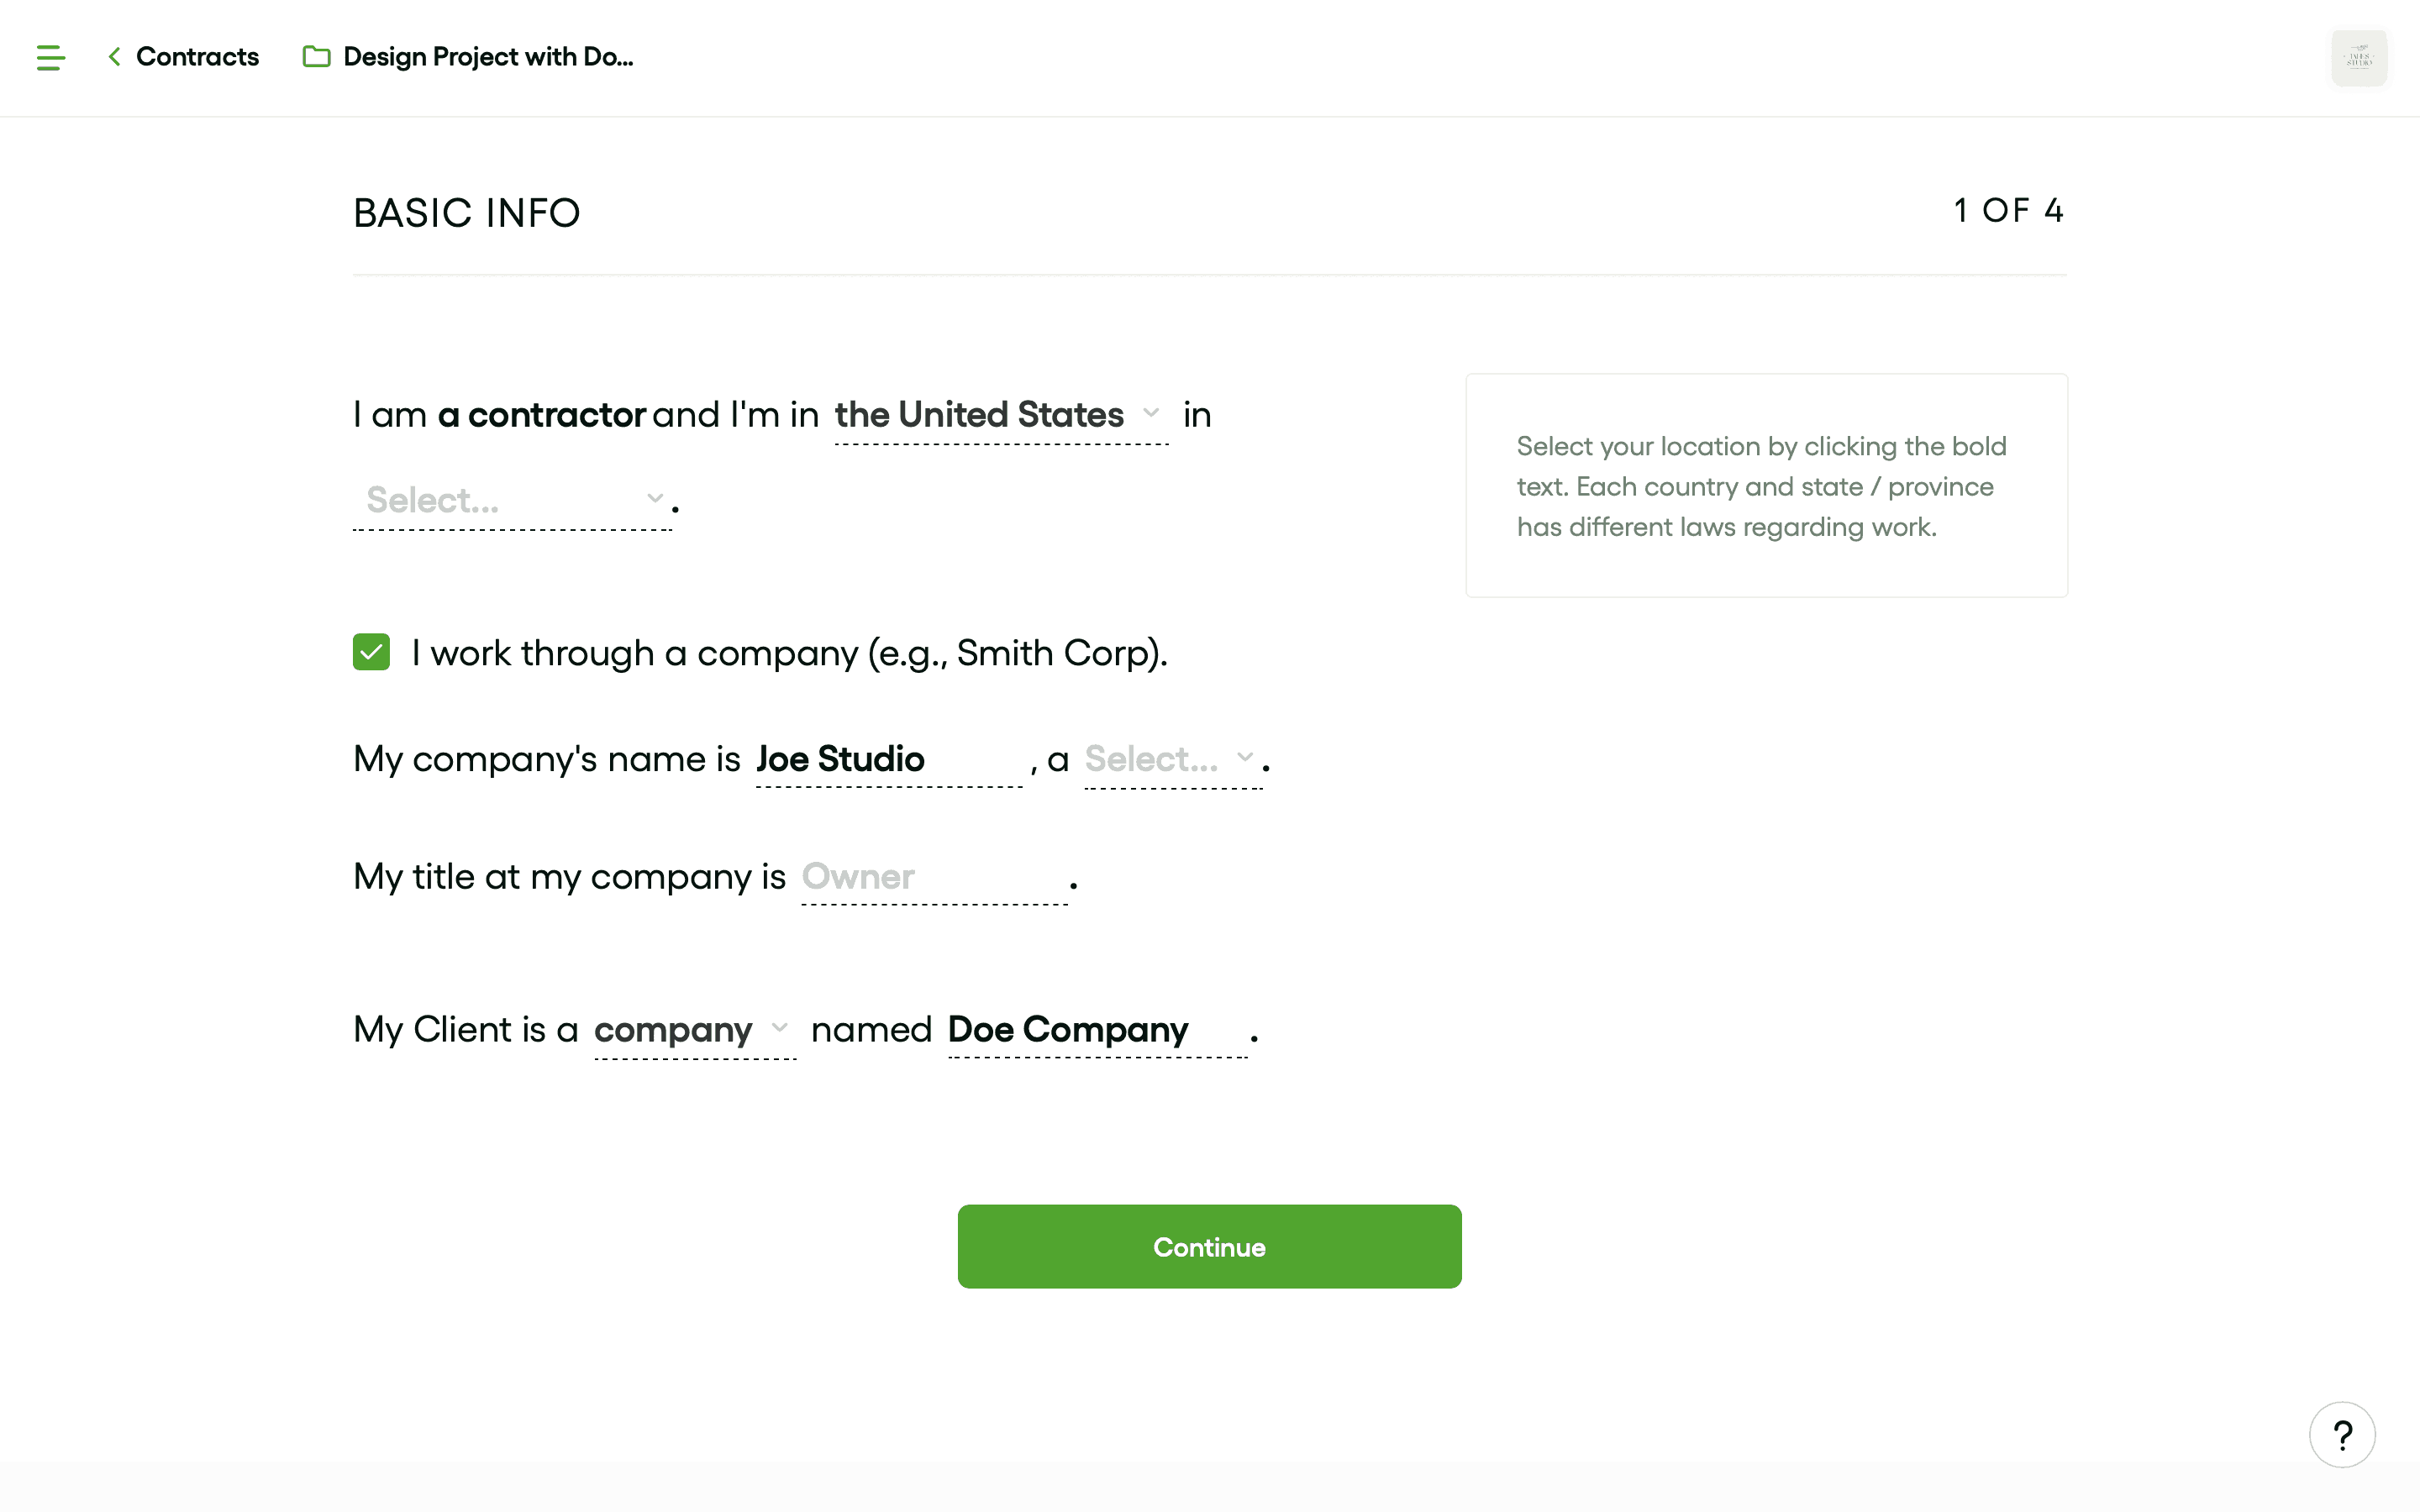 Contracts
Design Project with Do...
STUDIO
BASIC INFO
1 OF 4
I am a contractor and I'm in the United States in
Select... .
Select your location by clicking the bold
text. Each country and state / province
has different laws regarding work.
I work through a company (e.g., Smith Corp).
My company's name is Joe Studio , a Select... .
My title at my company is Owner .
My Client is a company named Doe Company .
Continue
?